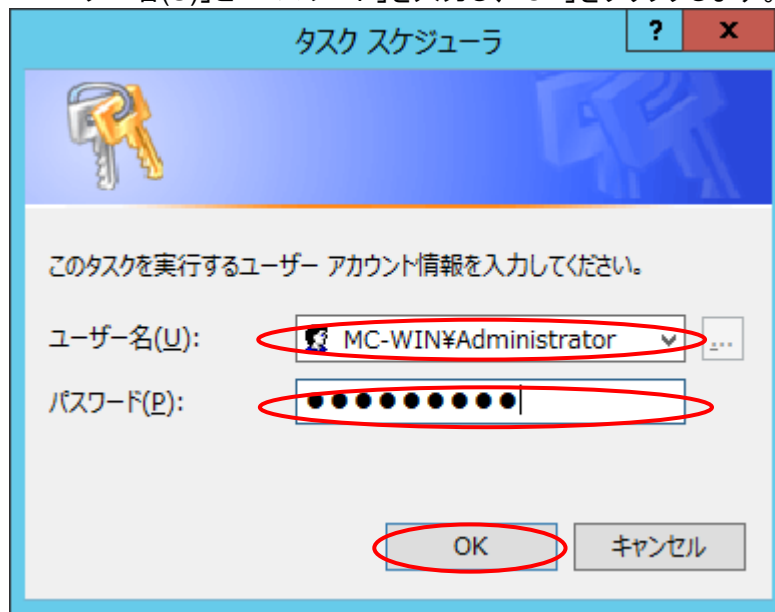 タスク スケジューラ
?
x
このタスクを実行するユーザー アカウント情報を入力してください。
ユーザー名(U):
MC-WIN¥Administrator
...
パスワード(P):
●●●●●●●●●
OK
キャンセル